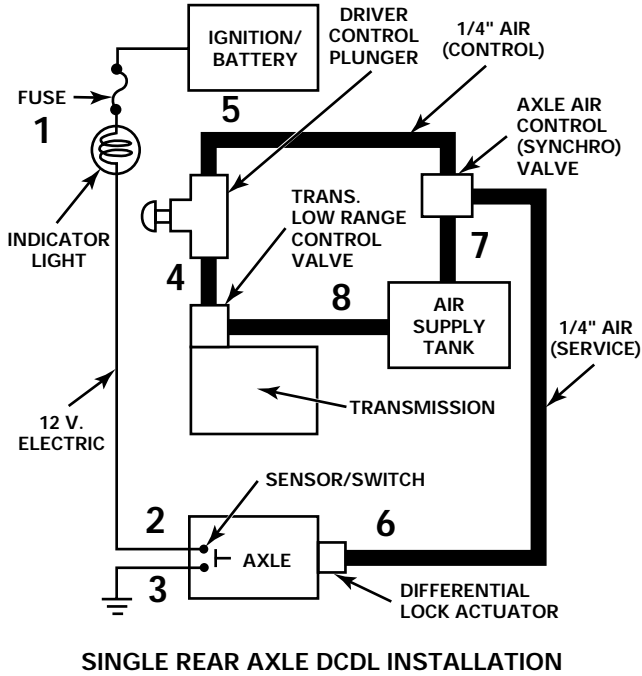 IGNITION/
BATTERY
DRIVER
CONTROL
PLUNGER
1/4" AIR
(CONTROL)
FUSE
1
5
AXLE AIR
CONTROL
(SYNCHRO)
VALVE
INDICATOR
LIGHT
TRANS.
LOW RANGE
CONTROL
VALVE
4
7
8
AIR
SUPPLY
TANK
1/4" AIR
(SERVICE)
TRANSMISSION
12 V.
ELECTRIC
SENSOR/SWITCH
2
6
AXLE
3
DIFFERENTIAL
LOCK ACTUATOR
SINGLE REAR AXLE DCDL INSTALLATION